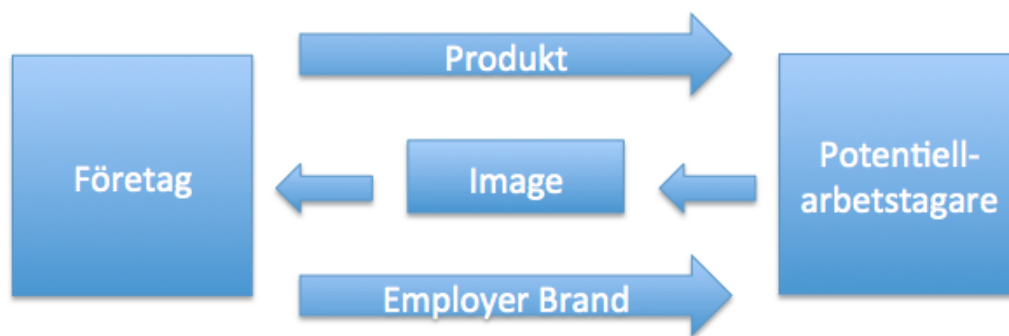 Produkt
Företag
Image
Potentiell-
arbetstagare
Employer Brand